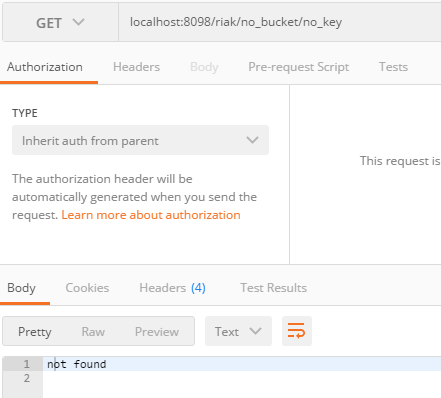 GET localhost:8098/riak/no_bucket/no_key
Authorization Headers Body Pre-request Script Tests
TYPE
Inherit auth from parent
The authorization header will be
automatically generated when you send the
request. Learn more about authorization
This request is
Body Cookies Headers (4) Test Results
Pretty Raw Preview Text
1 not found
2